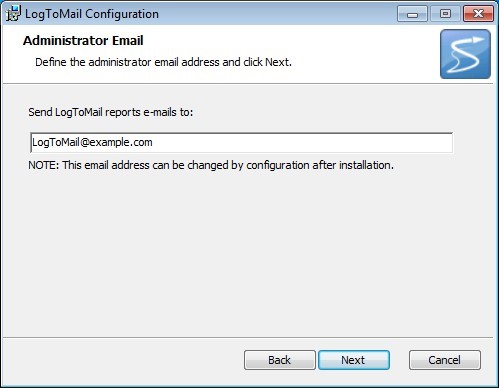 LogToMail Configuration
Administrator Email
Define the administrator email address and click Next.
Send LogToMail reports e-mails to:
LogToMail@example.com
NOTE: This email address can be changed by configuration after installation.
Back Next Cancel